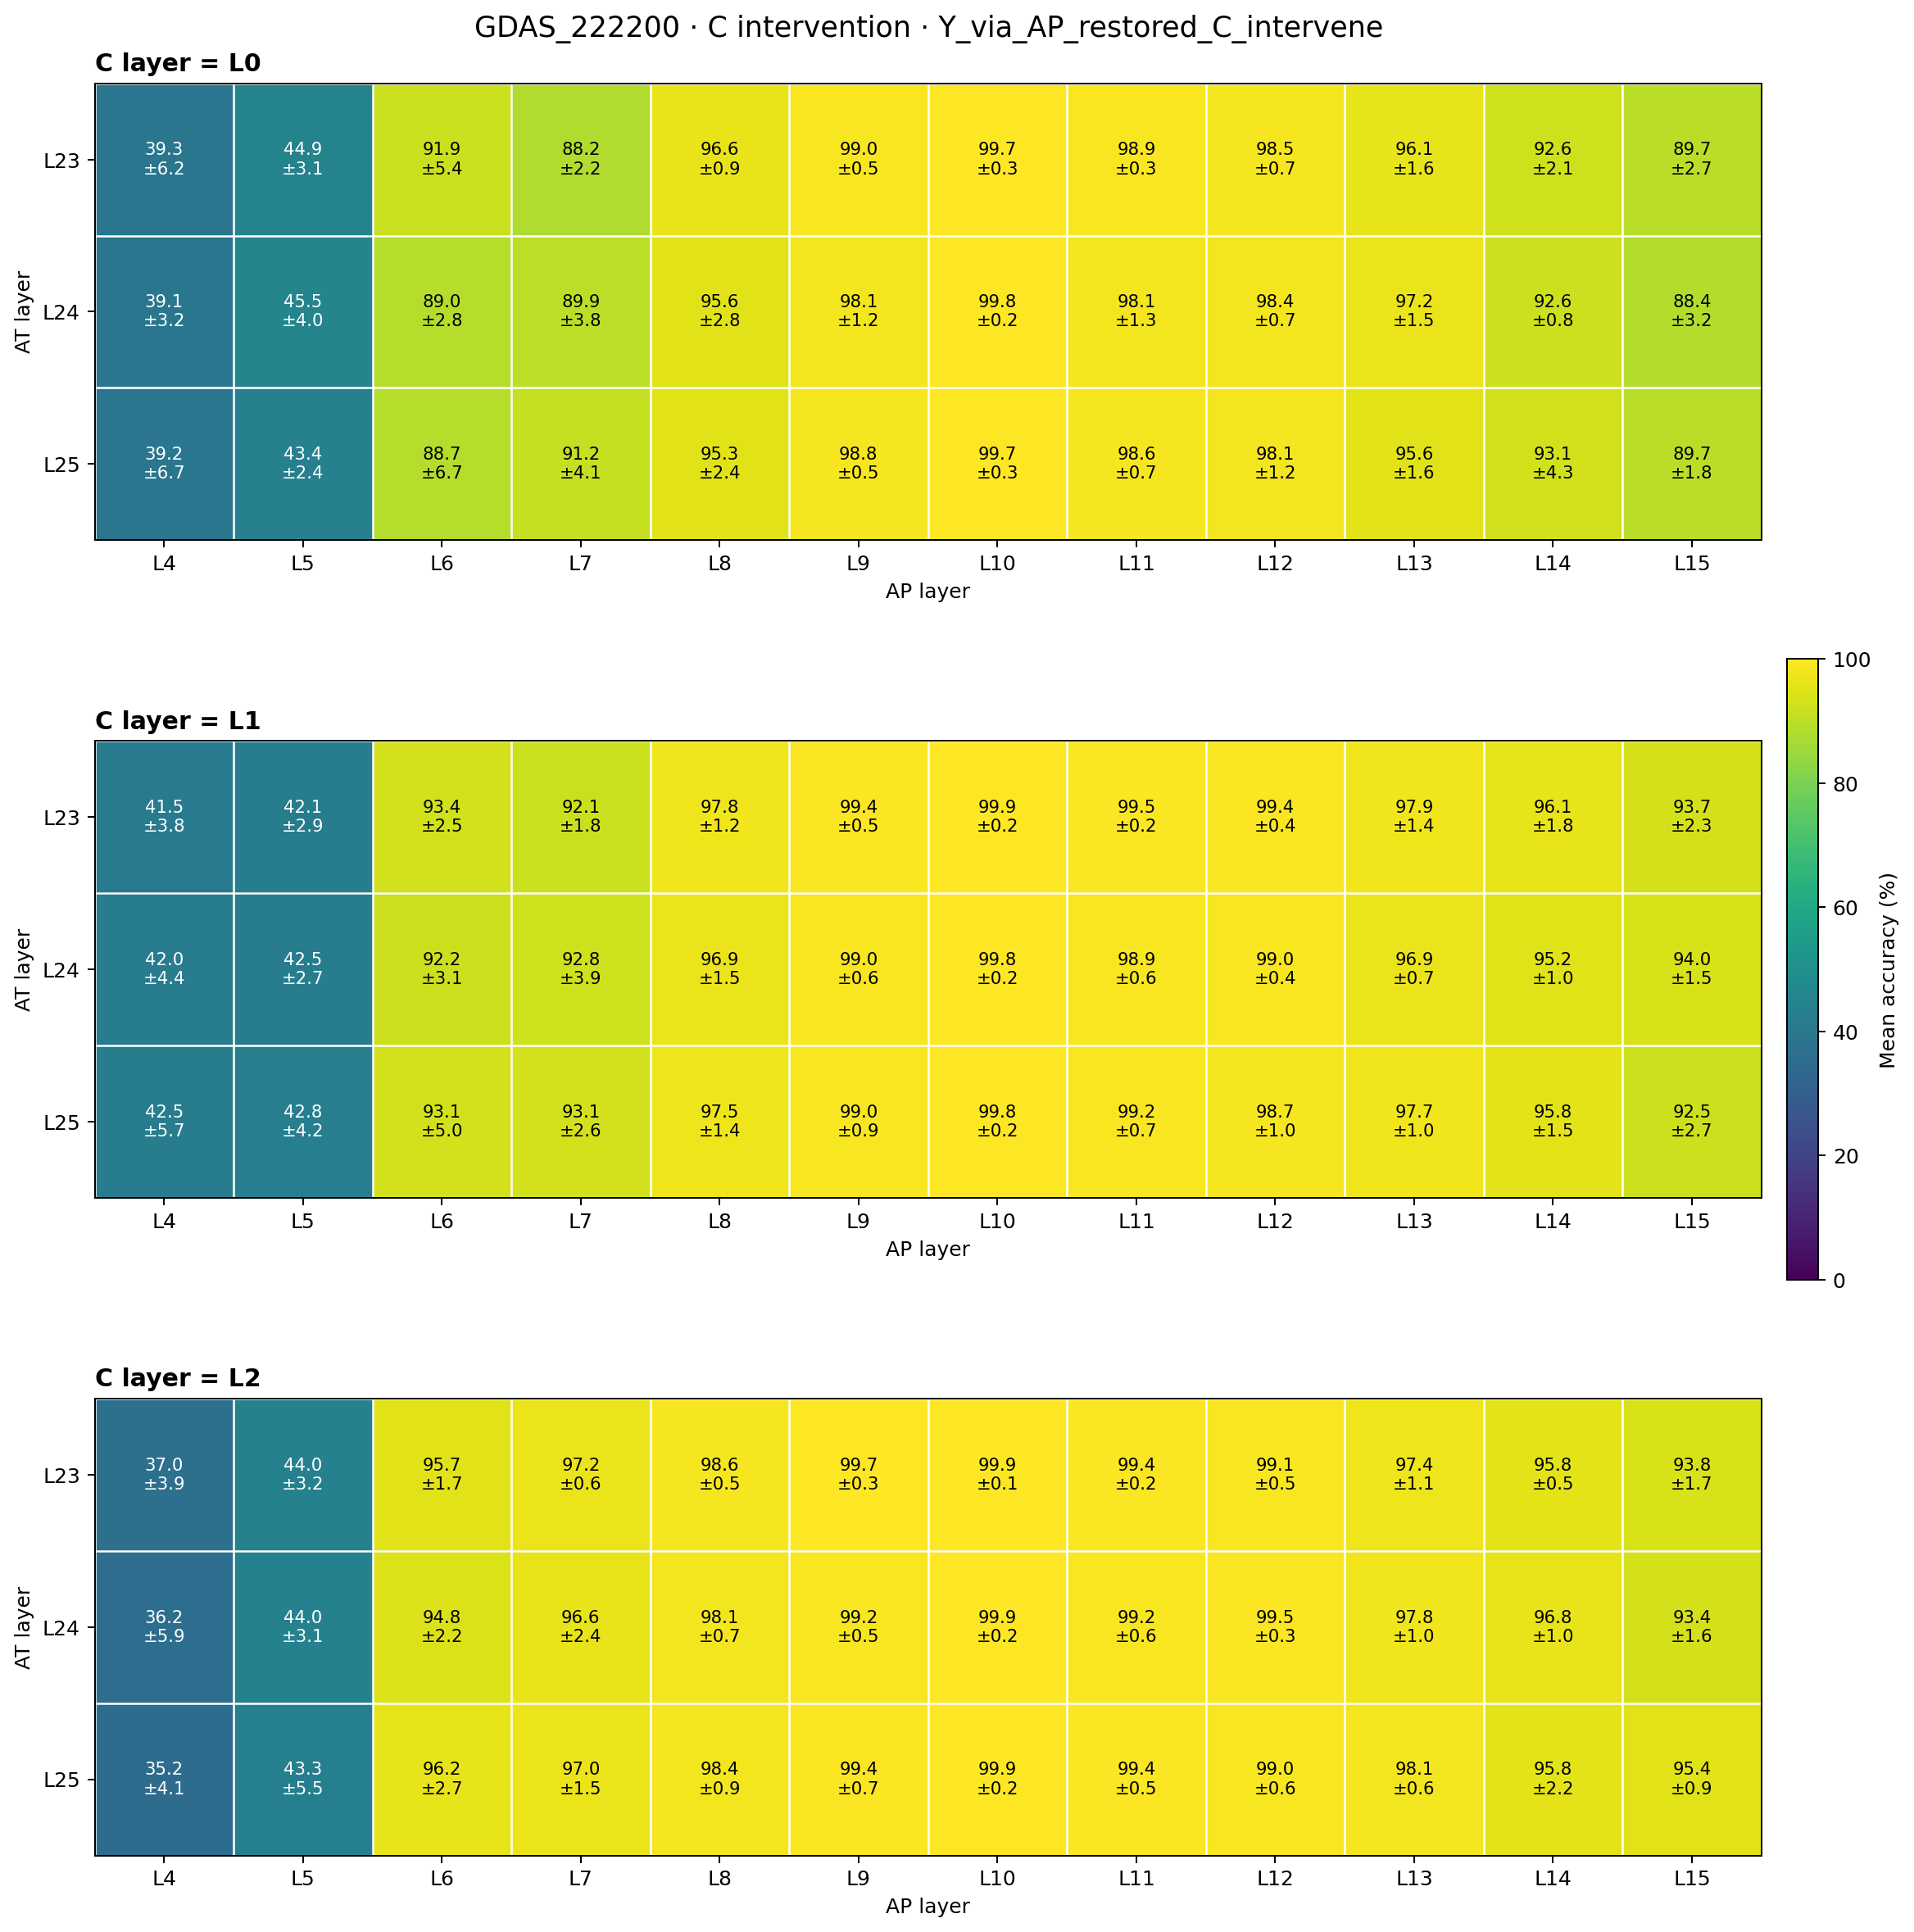 GDAS_222200 · C intervention · Y_via_AP_restored_C_intervene
C layer = L0
AT layer
L23
39.3 44.9 91.9 88.2 96.6 99.0 99.7 98.9 98.5 96.1 92.6 89.7
±6.2 ±3.1 ±5.4 ±2.2 ±0.9 ±0.5 ±0.3 ±0.3 ±0.7 ±1.6 ±2.1 ±2.7
L24
39.1 45.5 89.0 89.9 95.6 98.1 99.8 98.1 98.4 97.2 92.6 88.4
±3.2 ±4.0 ±2.8 ±3.8 ±2.8 ±1.2 ±0.2 ±1.3 ±0.7 ±1.5 ±0.8 ±3.2
L25
39.2 43.4 88.7 91.2 95.3 98.8 99.7 98.6 98.1 95.6 93.1 89.7
±6.7 ±2.4 ±6.7 ±4.1 ±2.4 ±0.5 ±0.3 ±0.7 ±1.2 ±1.6 ±4.3 ±1.8
L4 L5 L6 L7 L8 L9 L10 L11 L12 L13 L14 L15
AP layer
C layer = L1
AT layer
L23
41.5 42.1 93.4 92.1 97.8 99.4 99.9 99.5 99.4 97.9 96.1 93.7
±3.8 ±2.9 ±2.5 ±1.8 ±1.2 ±0.5 ±0.2 ±0.2 ±0.4 ±1.4 ±1.8 ±2.3
L24
42.0 42.5 92.2 92.8 96.9 99.0 99.8 98.9 99.0 96.9 95.2 94.0
±4.4 ±2.7 ±3.1 ±3.9 ±1.5 ±0.6 ±0.2 ±0.6 ±0.4 ±0.7 ±1.0 ±1.5
L25
42.5 42.8 93.1 93.1 97.5 99.0 99.8 99.2 98.7 97.7 95.8 92.5
±5.7 ±4.2 ±5.0 ±2.6 ±1.4 ±0.9 ±0.2 ±0.7 ±1.0 ±1.0 ±1.5 ±2.7
L4 L5 L6 L7 L8 L9 L10 L11 L12 L13 L14 L15
AP layer
100
80
60
40
20
0
Mean accuracy (%)
C layer = L2
AT layer
L23
37.0 44.0 95.7 97.2 98.6 99.7 99.9 99.4 99.1 97.4 95.8 93.8
±3.9 ±3.2 ±1.7 ±0.6 ±0.5 ±0.3 ±0.1 ±0.2 ±0.5 ±1.1 ±0.5 ±1.7
L24
36.2 44.0 94.8 96.6 98.1 99.2 99.9 99.2 99.5 97.8 96.8 93.4
±5.9 ±3.1 ±2.2 ±2.4 ±0.7 ±0.5 ±0.2 ±0.6 ±0.3 ±1.0 ±1.0 ±1.6
L25
35.2 43.3 96.2 97.0 98.4 99.4 99.9 99.4 99.0 98.1 95.8 95.4
±4.1 ±5.5 ±2.7 ±1.5 ±0.9 ±0.7 ±0.2 ±0.5 ±0.6 ±0.6 ±2.2 ±0.9
L4 L5 L6 L7 L8 L9 L10 L11 L12 L13 L14 L15
AP layer